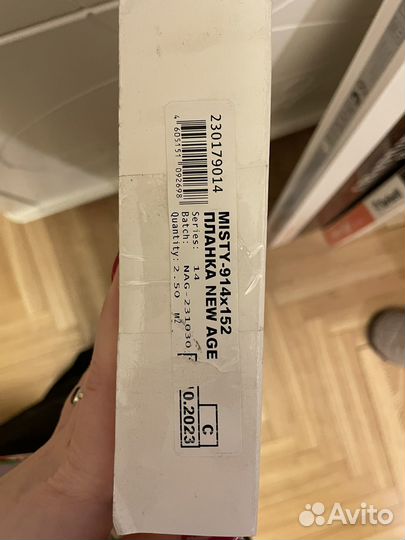 230179014
4 605151 092698
MISTY-914x152
ПЛАНКА NEW AGE
Series: 14
Batch: NAG-231030
Quantity: 2.50 м²
10.2023
C
Avito